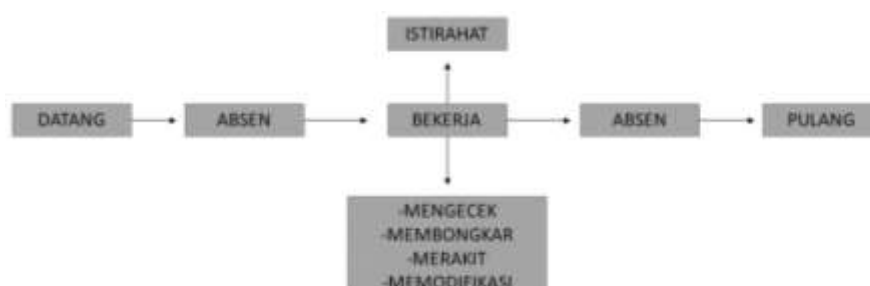 ISTIRAHAT
DATANG
ABSEN
BEKERJA
ABSEN
PULANG
-MENGECEK
-MEMBONGKAR
-MERAKIT
-MEMODIFIKASI